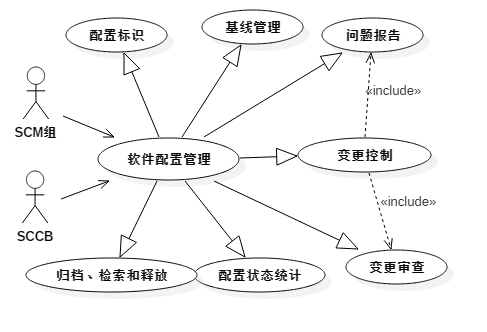 配置标识
基线管理
问题报告
«include»
SCM组
软件配置管理
变更控制
«include»
SCCB
归档、检索和释放
配置状态统计
变更审查